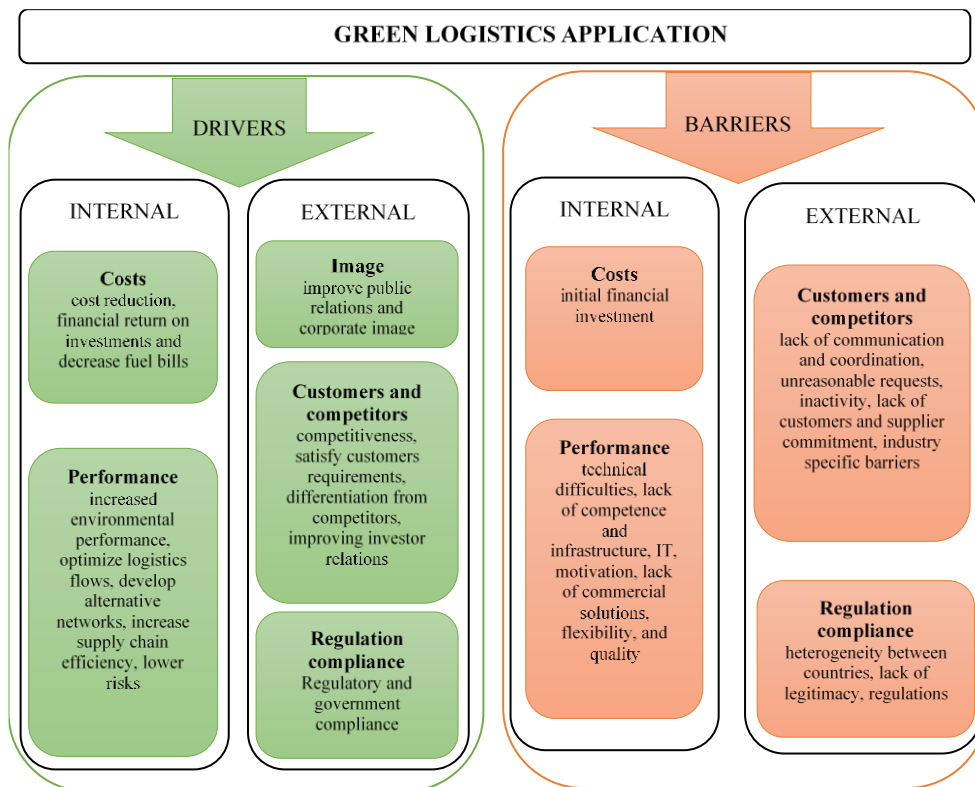 GREEN LOGISTICS APPLICATION
DRIVERS
INTERNAL
Costs
cost reduction,
financial return on
investments and
decrease fuel bills
Performance
increased
environmental
performance,
optimize logistics
flows, develop
alternative
networks, increase
supply chain
efficiency, lower
risks
EXTERNAL
Image
improve public
relations and
corporate image
Customers and
competitors
competitiveness,
satisfy customers
requirements,
differentiation from
competitors,
improving investor
relations
Regulation
compliance
Regulatory and
government
compliance
BARRIERS
INTERNAL
Costs
initial financial
investment
Performance
technical
difficulties, lack
of competence
and
infrastructure, IT,
motivation, lack
of commercial
solutions,
flexibility, and
quality
EXTERNAL
Customers and
competitors
lack of communication
and coordination,
unreasonable requests,
inactivity, lack of
customers and supplier
commitment, industry
specific barriers
Regulation
compliance
heterogeneity between
countries, lack of
legitimacy, regulations